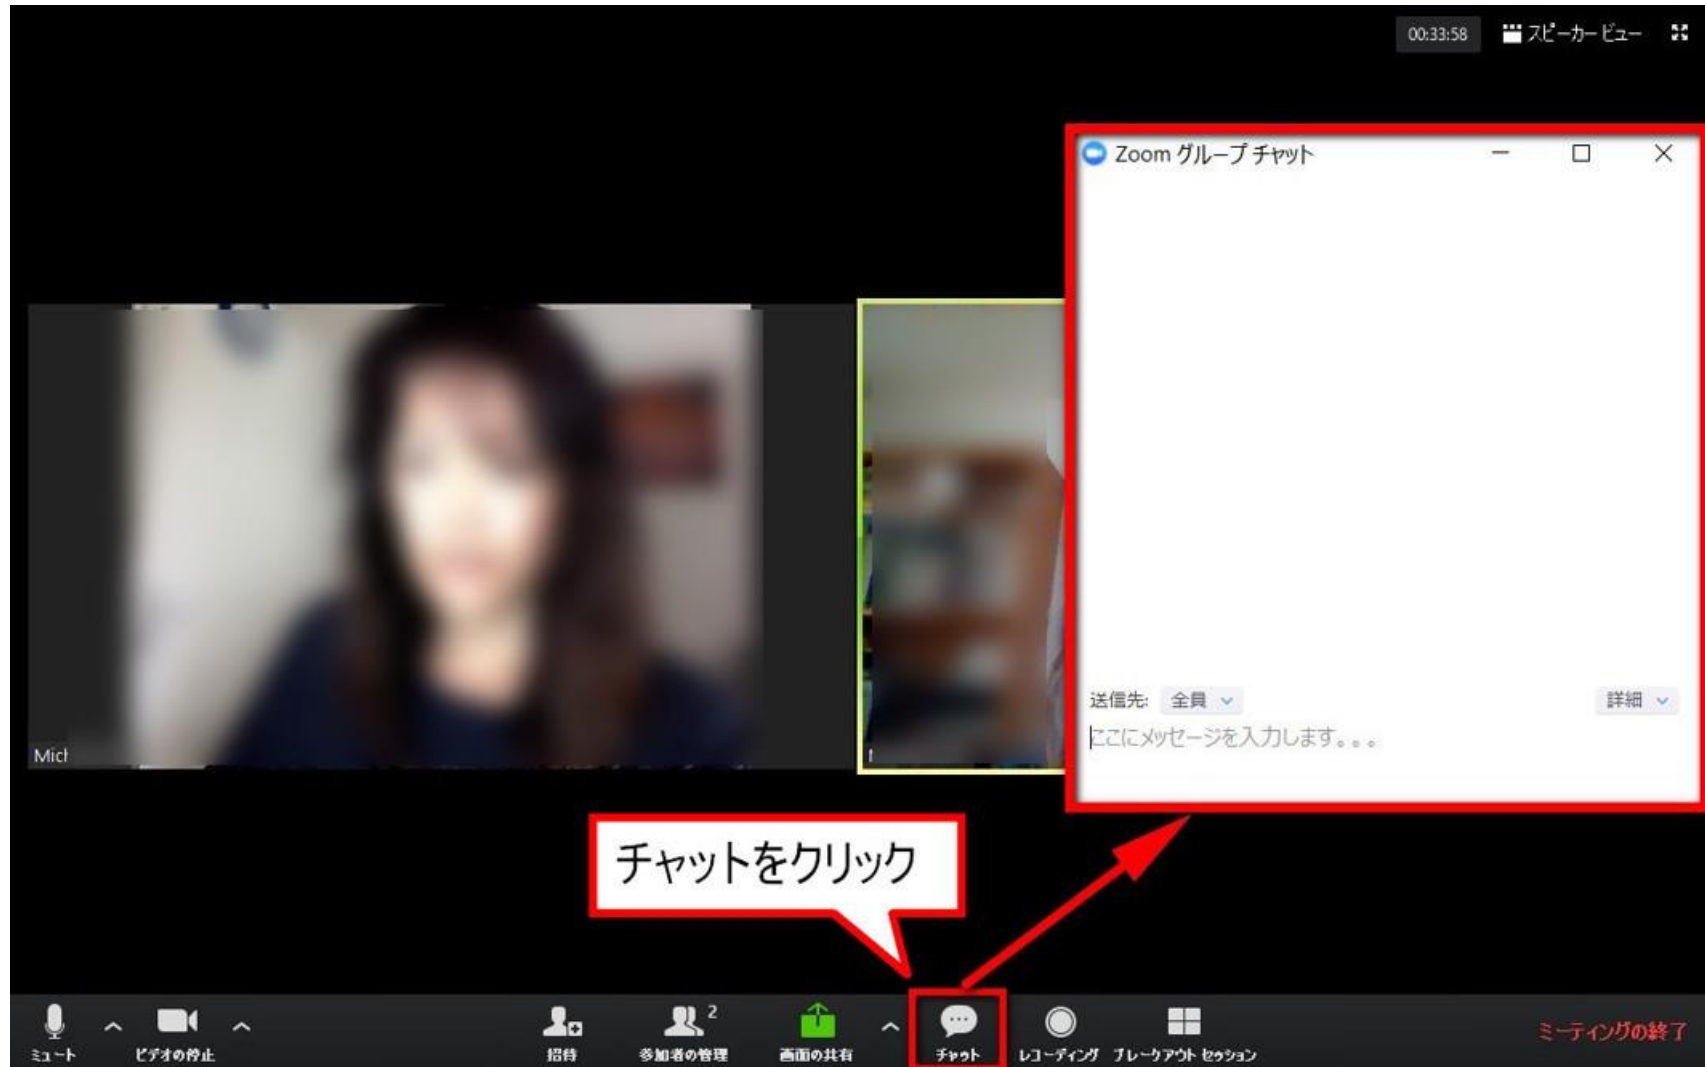 00:33:58 スピーカー ビュー
Zoom グループ チャット
送信先: 全員 詳細
ここにメッセージを入力します。。。
Mich
チャットをクリック
2
ミュート ビデオの停止 招待 参加者の管理 画面の共有 チャット レコーディング ブレークアウト セッション ミーティングの終了